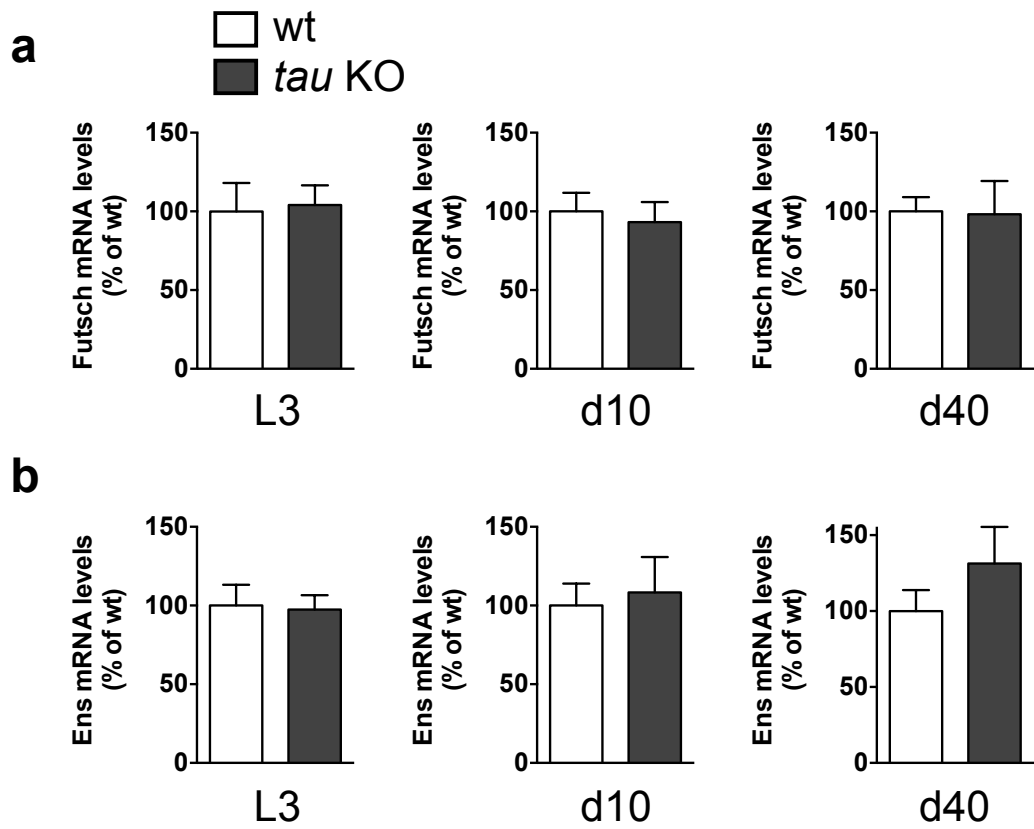 a
wt
tau KO
Futsch mRNA levels
(% of wt)
150
100
50
0
L3
Futsch mRNA levels
(% of wt)
150
100
50
0
d10
Futsch mRNA levels
(% of wt)
150
100
50
0
d40
b
Ens mRNA levels
(% of wt)
150
100
50
0
L3
Ens mRNA levels
(% of wt)
150
100
50
0
d10
Ens mRNA levels
(% of wt)
150
100
50
0
d40